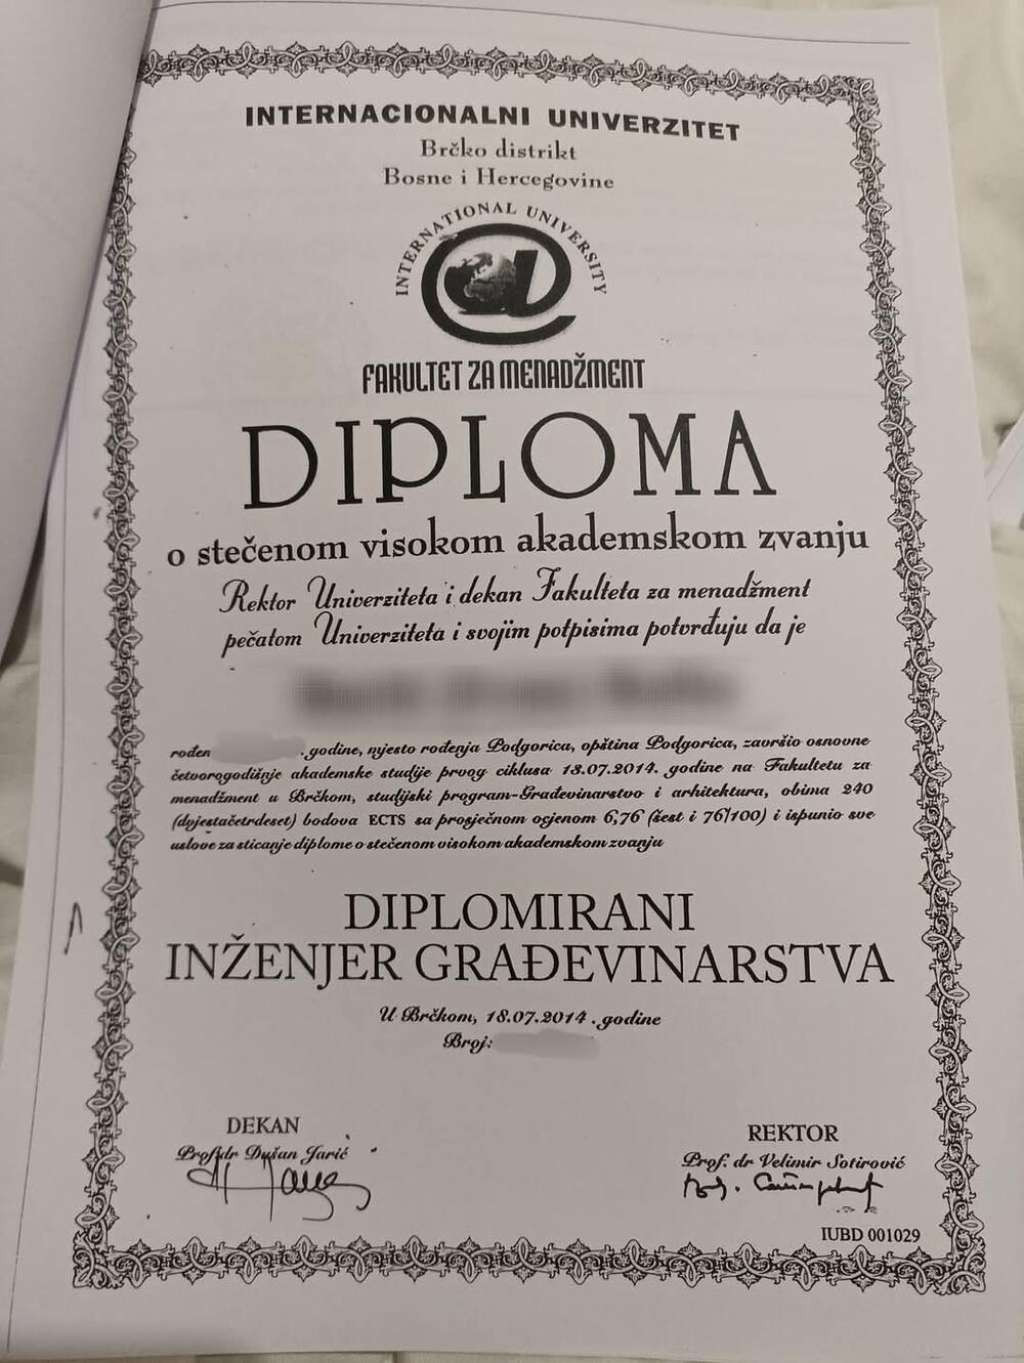 INTERNACIONALNI UNIVERZITET
Brčko distrikt
Bosne i Hercegovine
INTERNATIONAL UNIVERSITY
@
FAKULTET ZA MENADŽMENT
DIPLOMA
o stečenom visokom akademskom zvanju
Rektor Univerziteta i dekan Fakulteta za menadžment
pečatom Univerziteta i svojim potpisima potvrđuju da je
rođen . godine, mjesto rođenja Podgorica, opština Podgorica, završio osnovne
četvorogodišnje akademske studije prvog ciklusa 18.07.2014. godine na Fakultetu za
menadžment u Brčkom, studijski program-Građevinarstvo i arhitektura, obima 240
(dvjestačetrdeset) bodova ECTS sa prosječnom ocjenom 6,76 (šest i 76/100) i ispunio sve
uslove za sticanje diplome o stečenom visokom akademskom zvanju
DIPLOMIRANI
INŽENJER GRAĐEVINARSTVA
U Brčkom, 18.07.2014 . godine
Broj:
DEKAN
Prof. dr Dušan Jarić
REKTOR
Prof. dr Velimir Sotirović
IUBD 001029